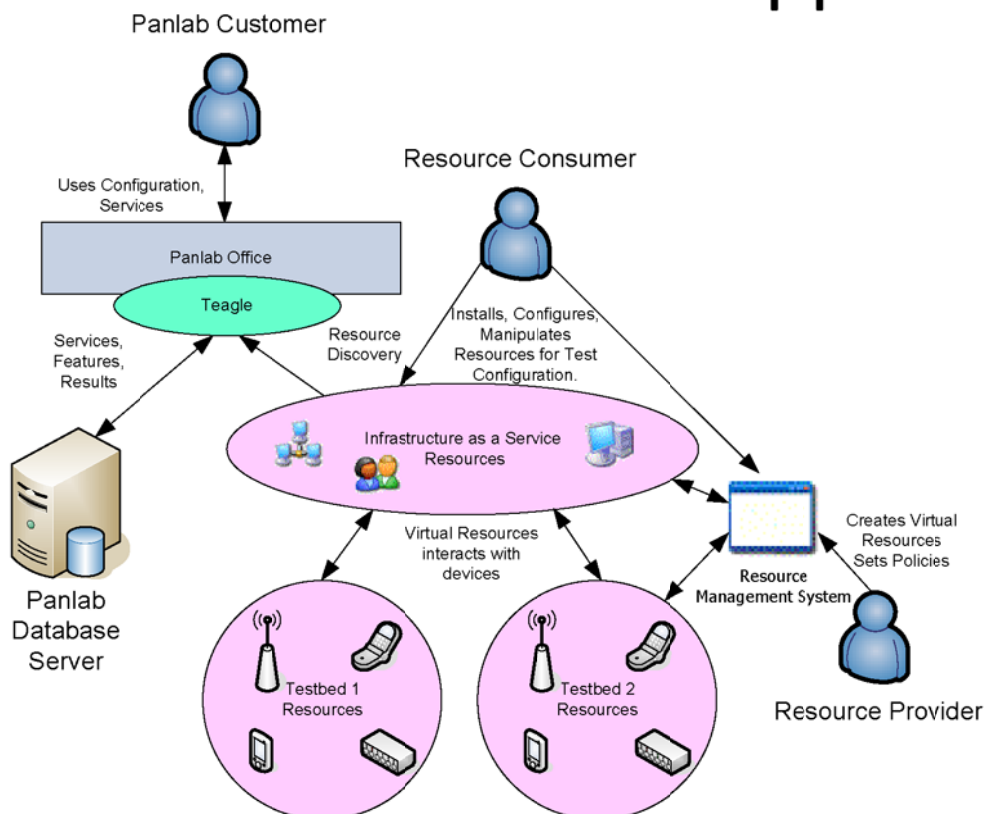 Panlab Customer
Resource Consumer
Uses Configuration,
Services
Panlab Office
Teagle
Services,
Features,
Results
Resource
Discovery
Installs, Configures,
Manipulates
Resources for Test
Configuration.
Infrastructure as a Service
Resources
Virtual Resources
interacts with
devices
Creates Virtual
Resources
Sets Policies
Resource
Management System
Panlab
Database
Server
Testbed 1
Resources
Testbed 2
Resources
Resource Provider